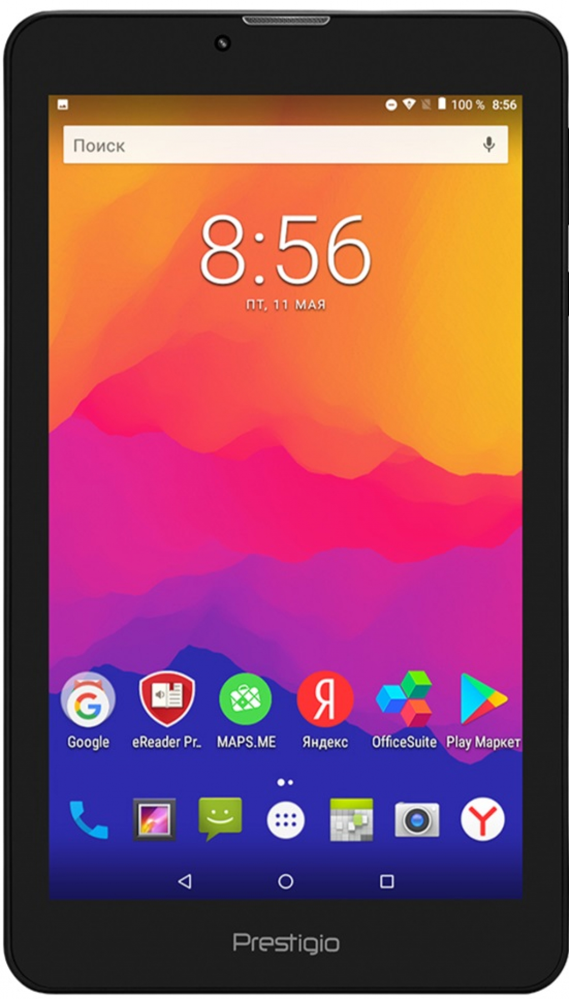 100 % 8:56
Поиск
8:56
ПТ, 11 МАЯ
Google eReader Pr.. MAPS.ME Яндекс OfficeSuite Play Маркет
Prestigio